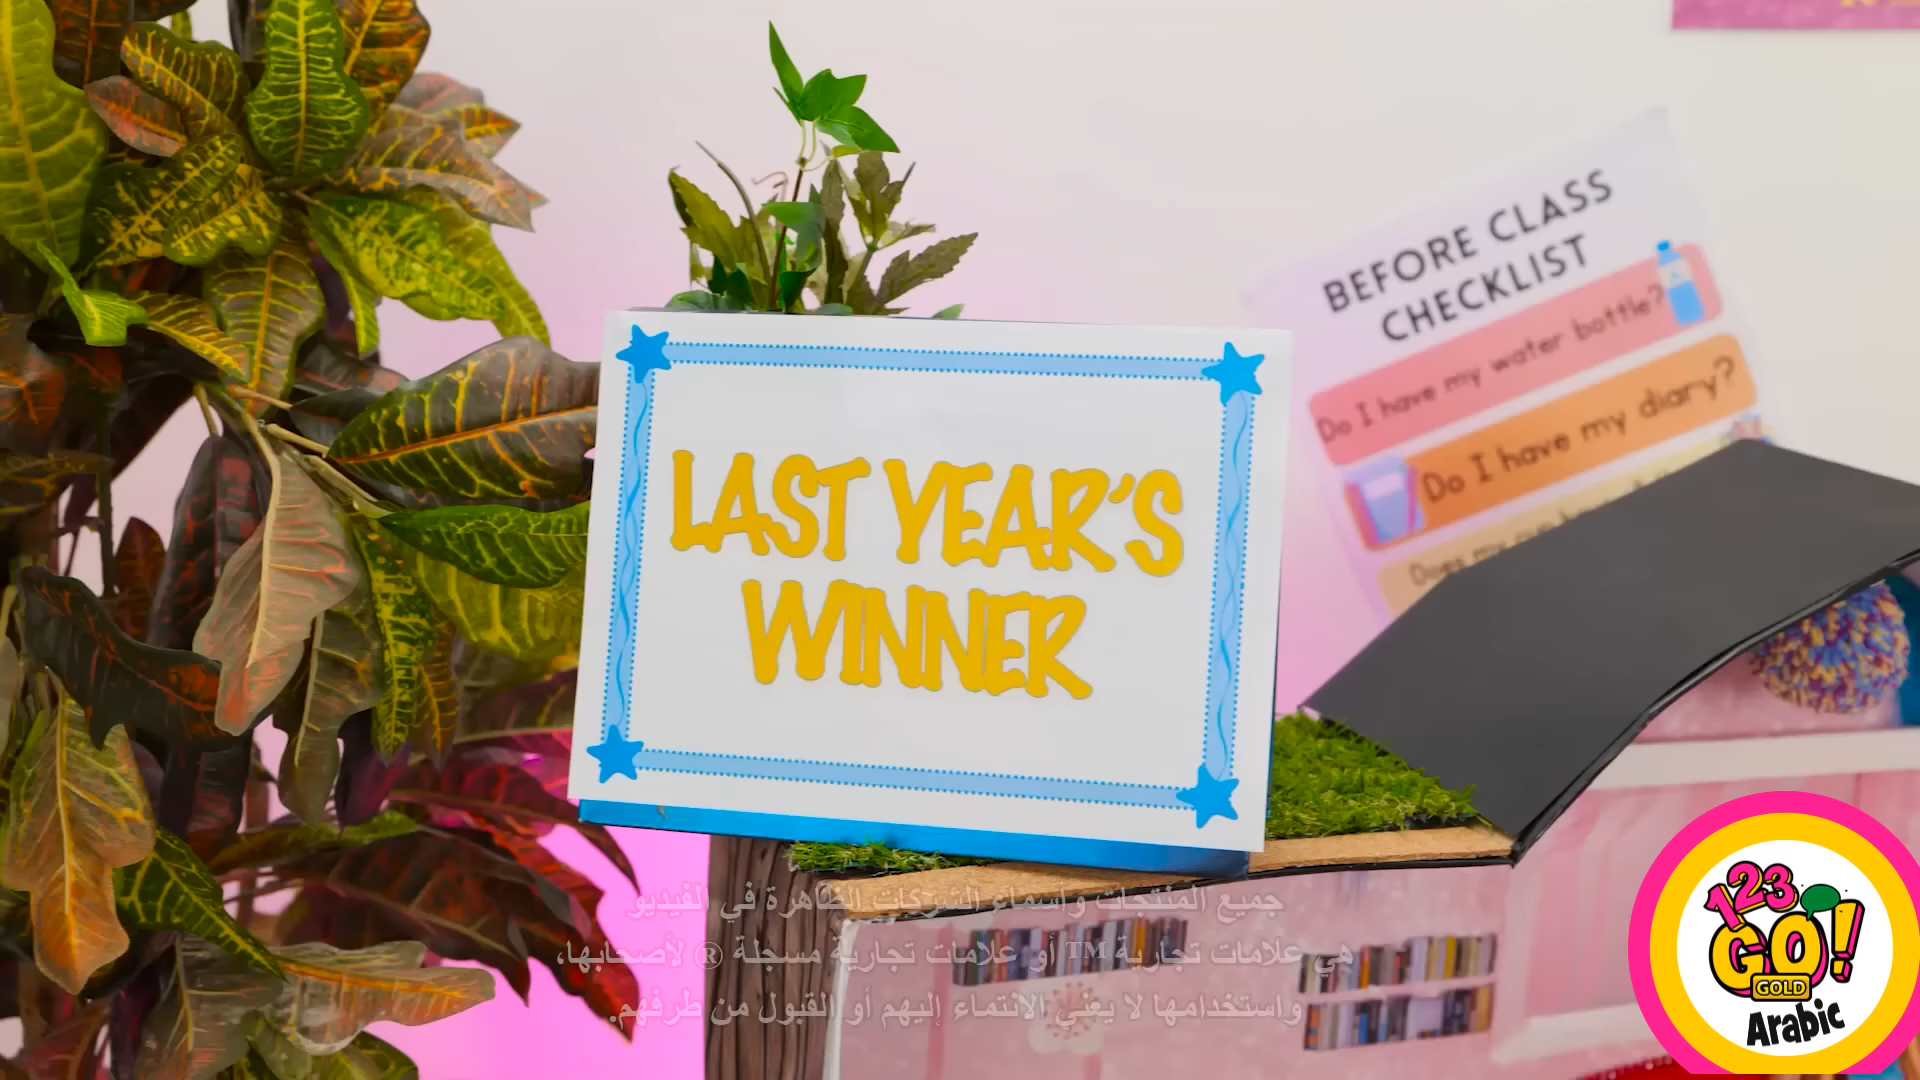 LAST YEAR'S
WINNER
BEFORE CLASS
CHECKLIST
Do I have my water bottle?
Do I have my diary?
جميع المنتجات وأسماء الشركات الظاهرة في الفيديو
هي علامات تجارية ™ أو علامات تجارية مسجلة ® لأصحابها،
واستخدامها لا يعني الانتماء إليهم أو القبول من طرفهم.
123
GO!
GOLD
Arabic